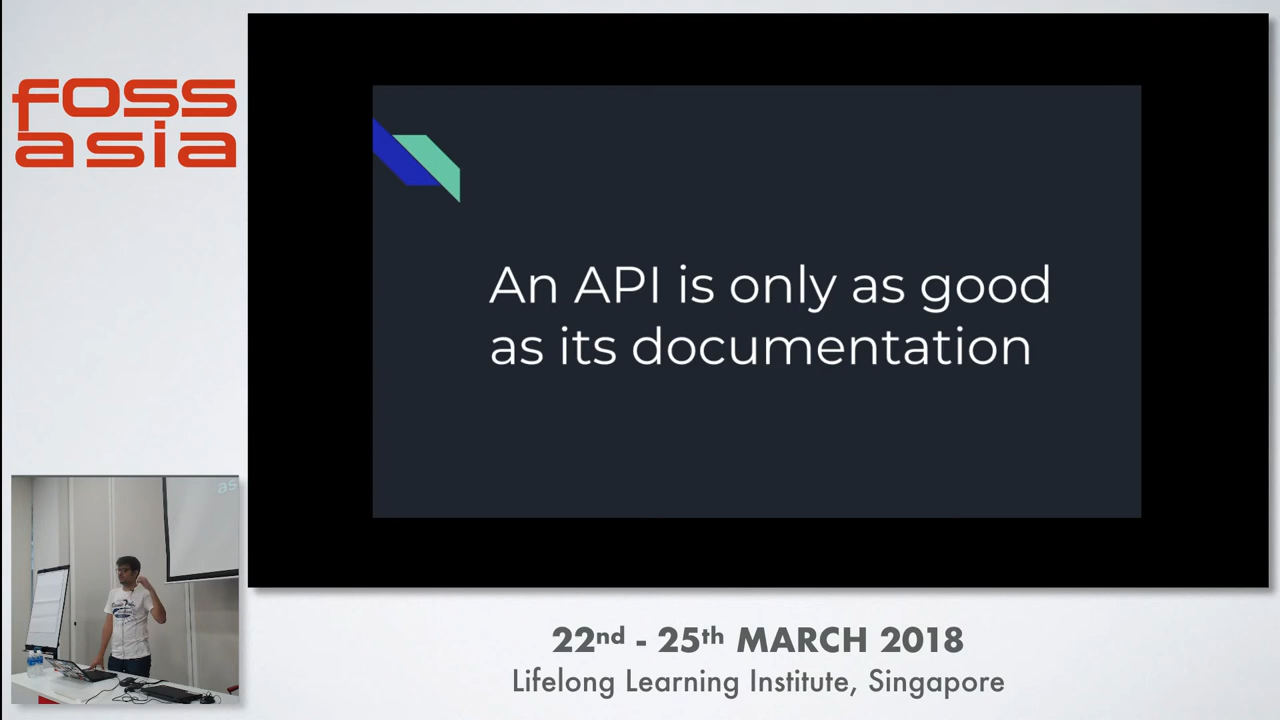 foss
asia
An API is only as good
as its documentation
as
22nd - 25th MARCH 2018
Lifelong Learning Institute, Singapore